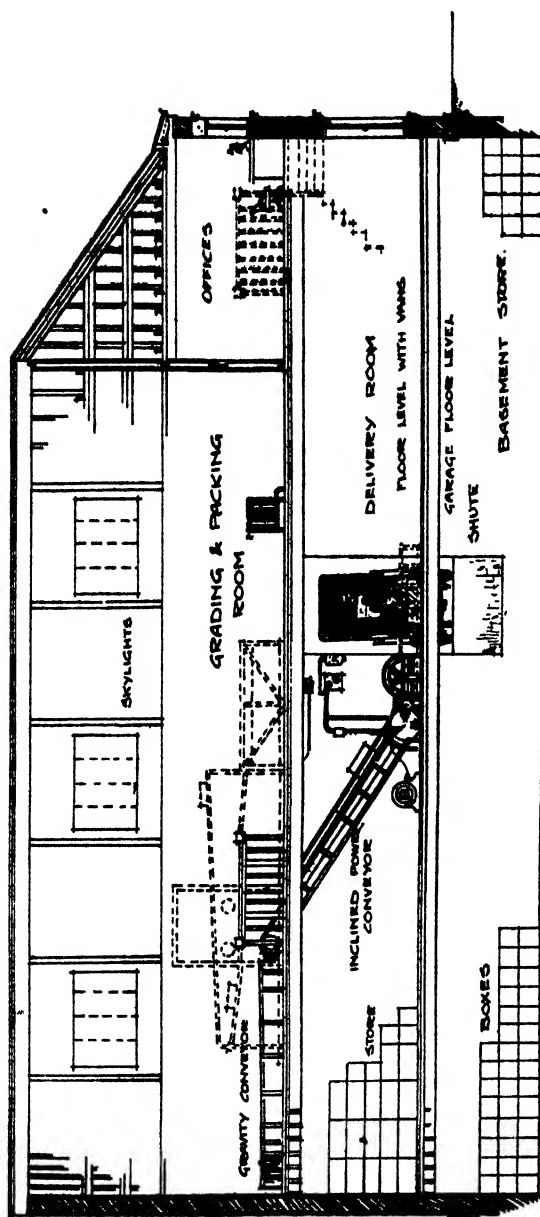 SKYLIGHTS
OFFICES
GRADING & PACKING
ROOM
GRAVITY CONVEYOR
DELIVERY ROOM
FLOOR LEVEL WITH VANS
INCLINED POWER
CONVEYOR
STORE
GARAGE FLOOR LEVEL
SHUTE
BASEMENT STORE.
BOXES